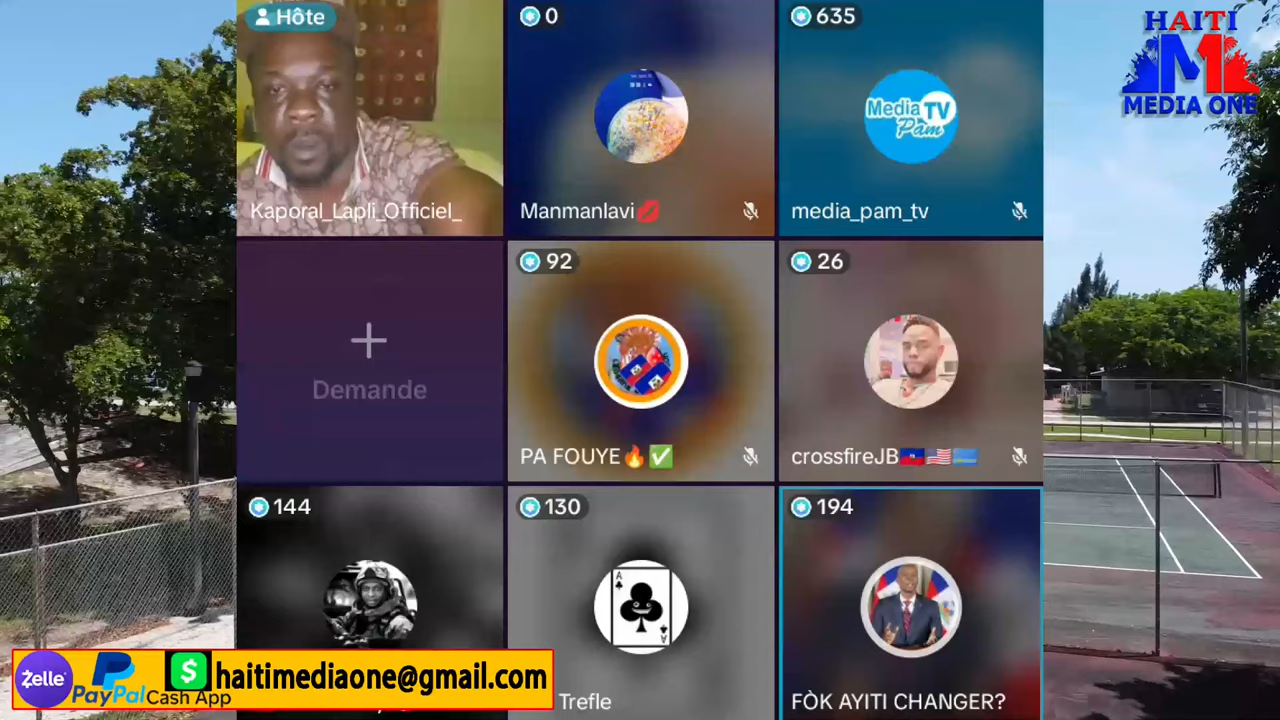 Hôte
0
635
HAITI
M
MEDIA ONE
Media TV
Pam
Kaporal_Lapli_Officiel_
Manmanlavi💋
media_pam_tv
92
26
Demande
PA FOUYE🔥✅
crossfireJB🇭🇹🇺🇸🇦🇼
144
130
194
A
A
Zelle
PayPal
$
Cash App
haitimediaone@gmail.com
Trefle
FÒK AYITI CHANGER?